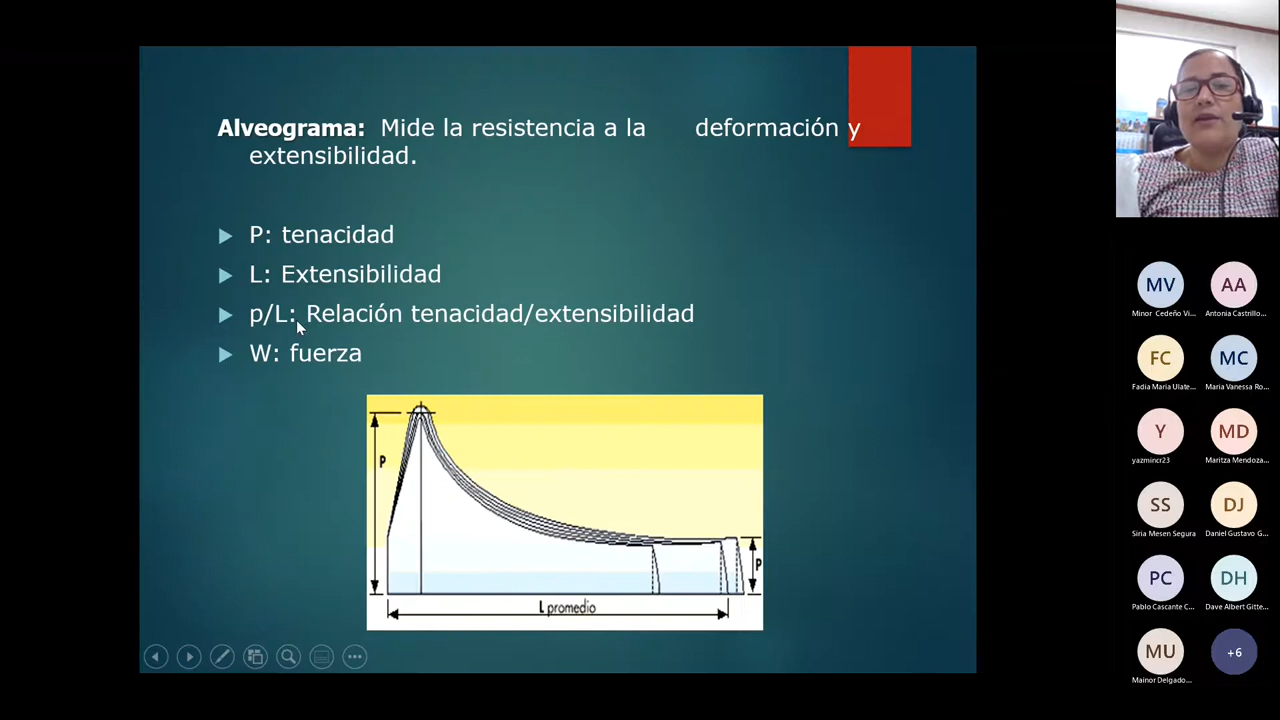 Alveograma: Mide la resistencia a la deformación y
extensibilidad.
P: tenacidad
L: Extensibilidad
p/L: Relación tenacidad/extensibilidad
W: fuerza
P
P
L promedio
MV
Minor Cedeño Vi...
AA
Antonia Castrillo...
FC
Fadia Maria Ulate...
MC
Maria Vanessa Ro...
Y
yazmincr23
MD
Maritza Mendoza...
SS
Siria Mesen Segura
DJ
Daniel Gustavo G...
PC
Pablo Cascante C...
DH
Dave Albert Gitte...
MU
Mainor Delgado...
+6